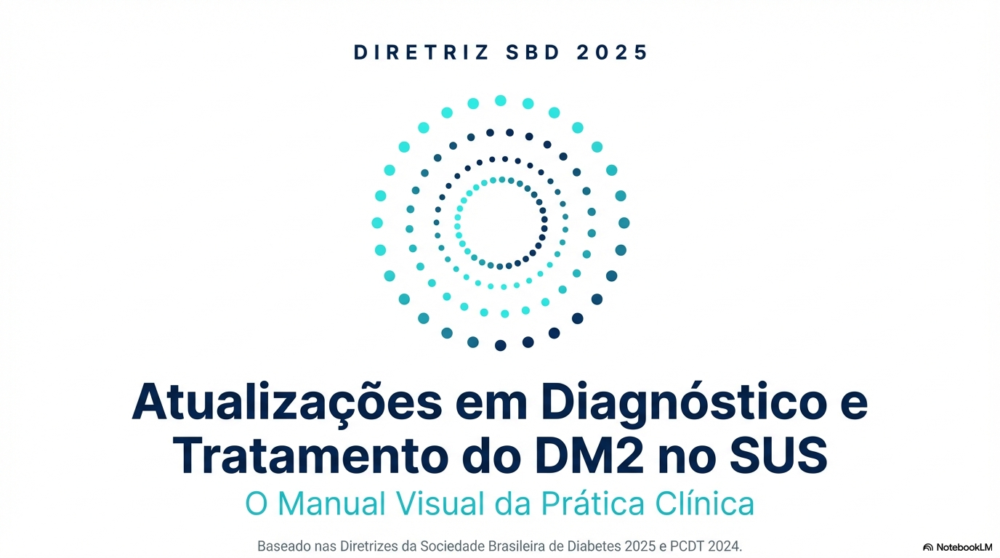 DIRETRIZ SBD 2025
Atualizações em Diagnóstico e
Tratamento do DM2 no SUS
O Manual Visual da Prática Clínica
Baseado nas Diretrizes da Sociedade Brasileira de Diabetes 2025 e PCDT 2024.
NotebookLM